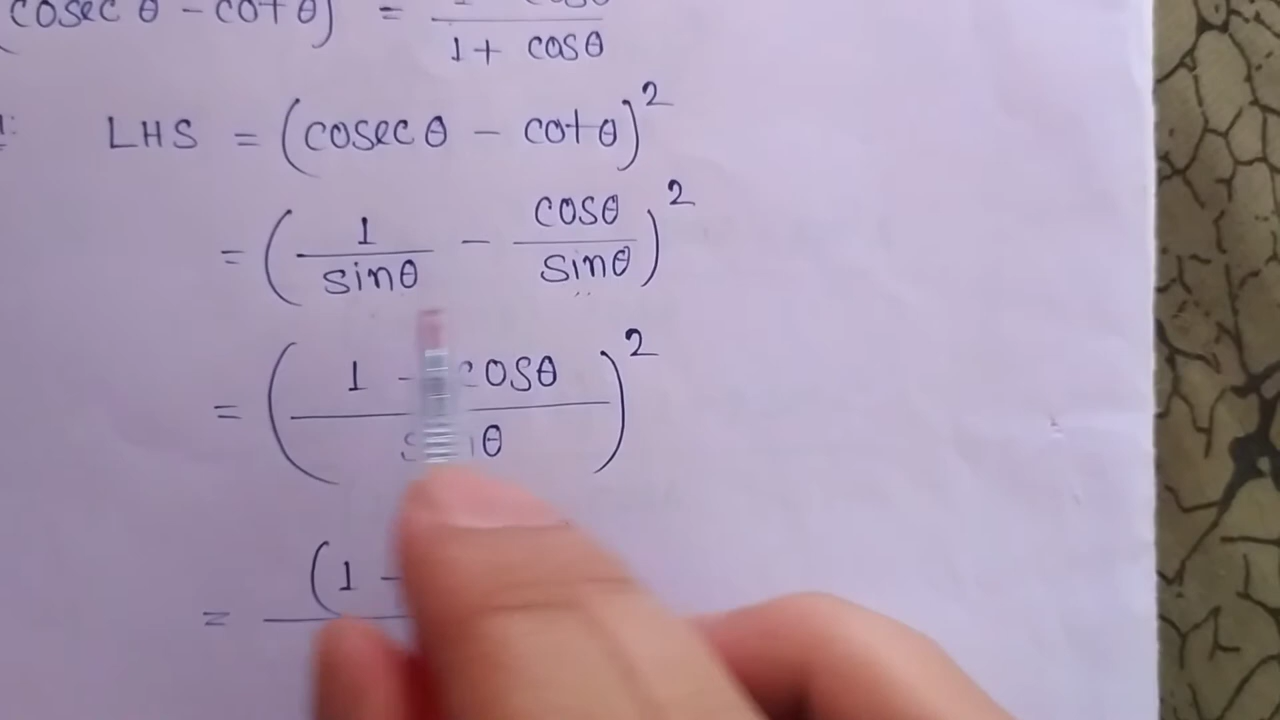 cosec θ - cot θ) =
1 + cosθ
LHS = (cosec θ - cot θ)²
= (1/sinθ - cosθ/sinθ)²
= (1 - cosθ/sinθ)²
= (1 -